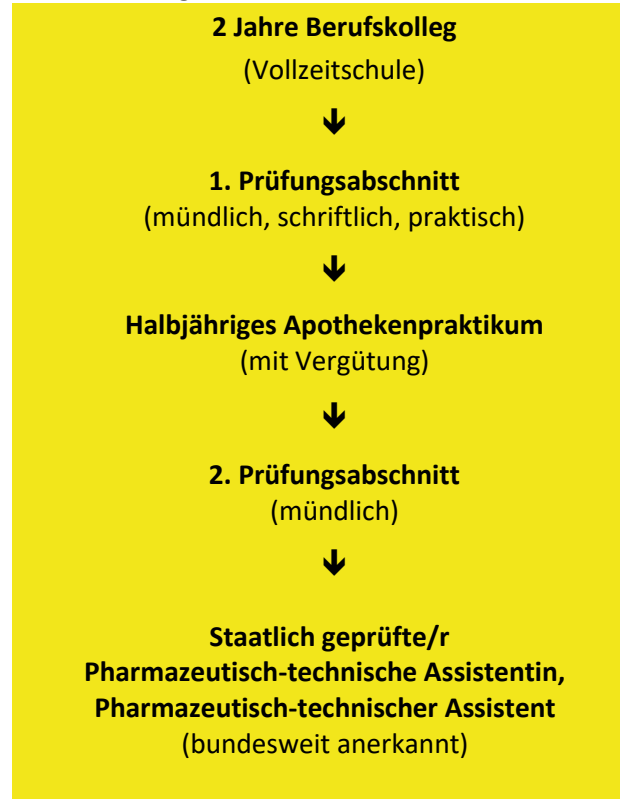 2 Jahre Berufskolleg
(Vollzeitschule)
🡻
1. Prüfungsabschnitt
(mündlich, schriftlich, praktisch)
🡻
Halbjähriges Apothekenpraktikum
(mit Vergütung)
🡻
2. Prüfungsabschnitt
(mündlich)
🡻
Staatlich geprüfte/r
Pharmazeutisch-technische Assistentin,
Pharmazeutisch-technischer Assistent
(bundesweit anerkannt)